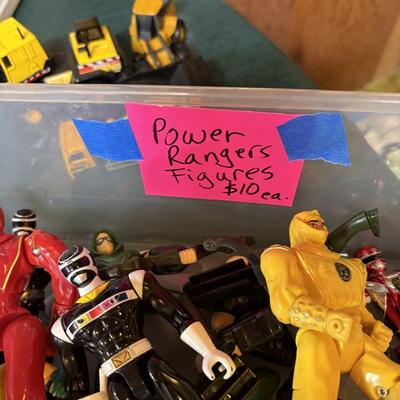 Power
Rangers
Figures
$10 ea.